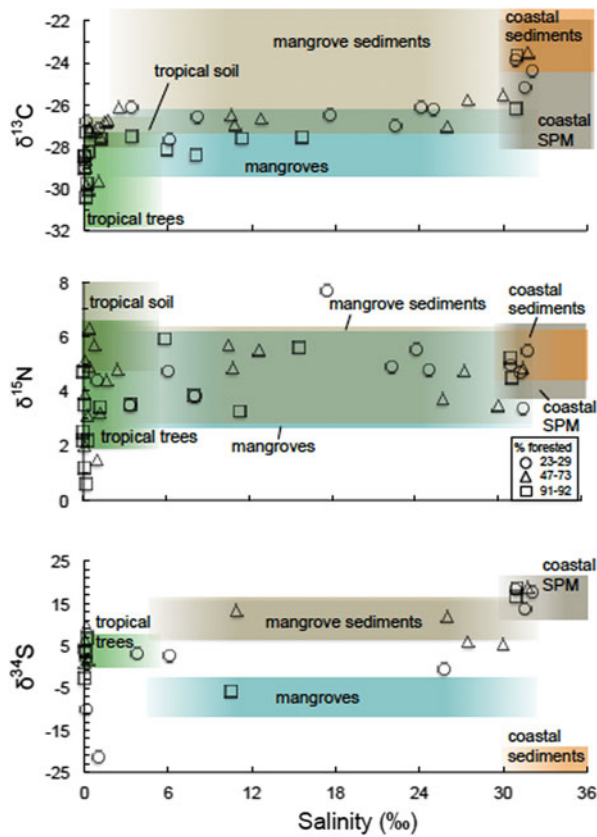 -22
-24
-26
-28
-30
-32
δ13C
mangrove sediments
coastal
sediments
tropical soil
coastal
SPM
mangroves
tropical trees
8
6
4
2
0
δ15N
tropical soil
mangrove sediments
coastal
sediments
tropical trees
mangroves
coastal
SPM
% forested
23-29
47-73
91-92
25
15
5
-5
-15
-25
δ34S
tropical
trees
mangrove sediments
coastal
SPM
mangroves
coastal
sediments
0 6 12 18 24 30 36
Salinity (‰)